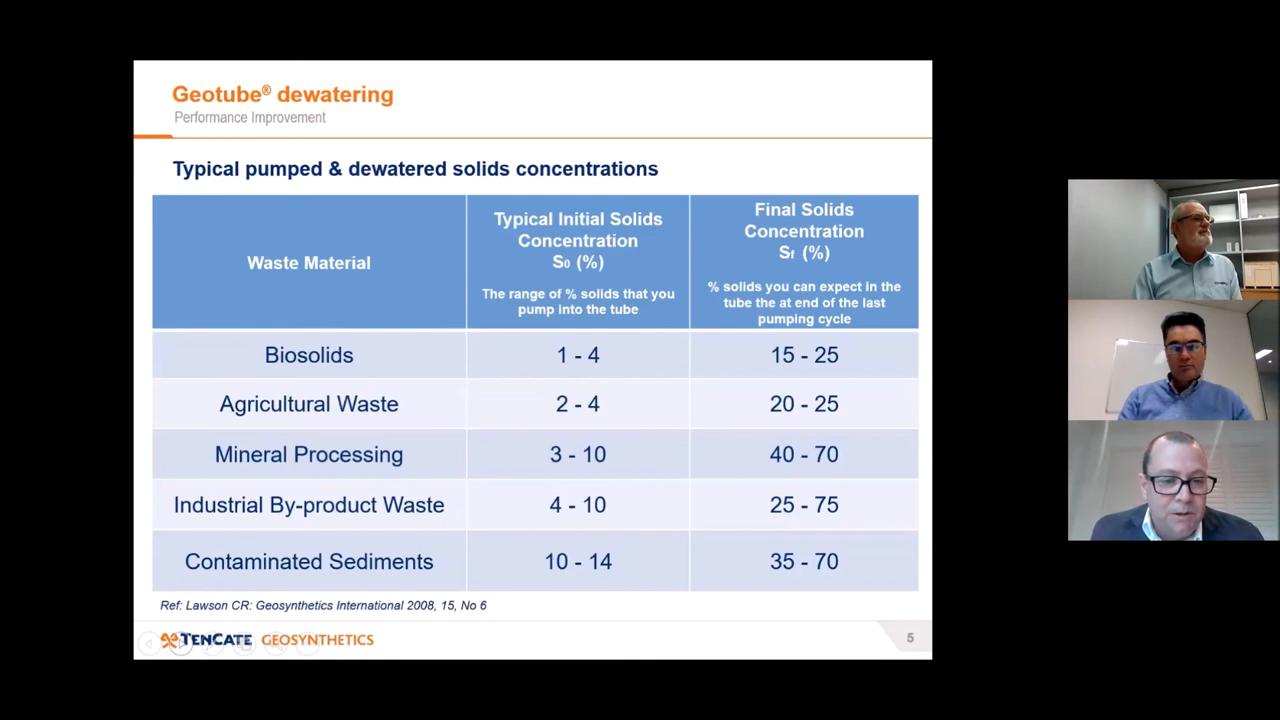 Geotube® dewatering
Performance Improvement
Typical pumped & dewatered solids concentrations
Waste Material
Typical Initial Solids
Concentration
S₀ (%)
The range of % solids that you
pump into the tube
Final Solids
Concentration
Sf (%)
% solids you can expect in the
tube the at end of the last
pumping cycle
Biosolids 1 - 4 15 - 25
Agricultural Waste 2 - 4 20 - 25
Mineral Processing 3 - 10 40 - 70
Industrial By-product Waste 4 - 10 25 - 75
Contaminated Sediments 10 - 14 35 - 70
Ref: Lawson CR: Geosynthetics International 2008, 15, No 6
TENCATE GEOSYNTHETICS
5